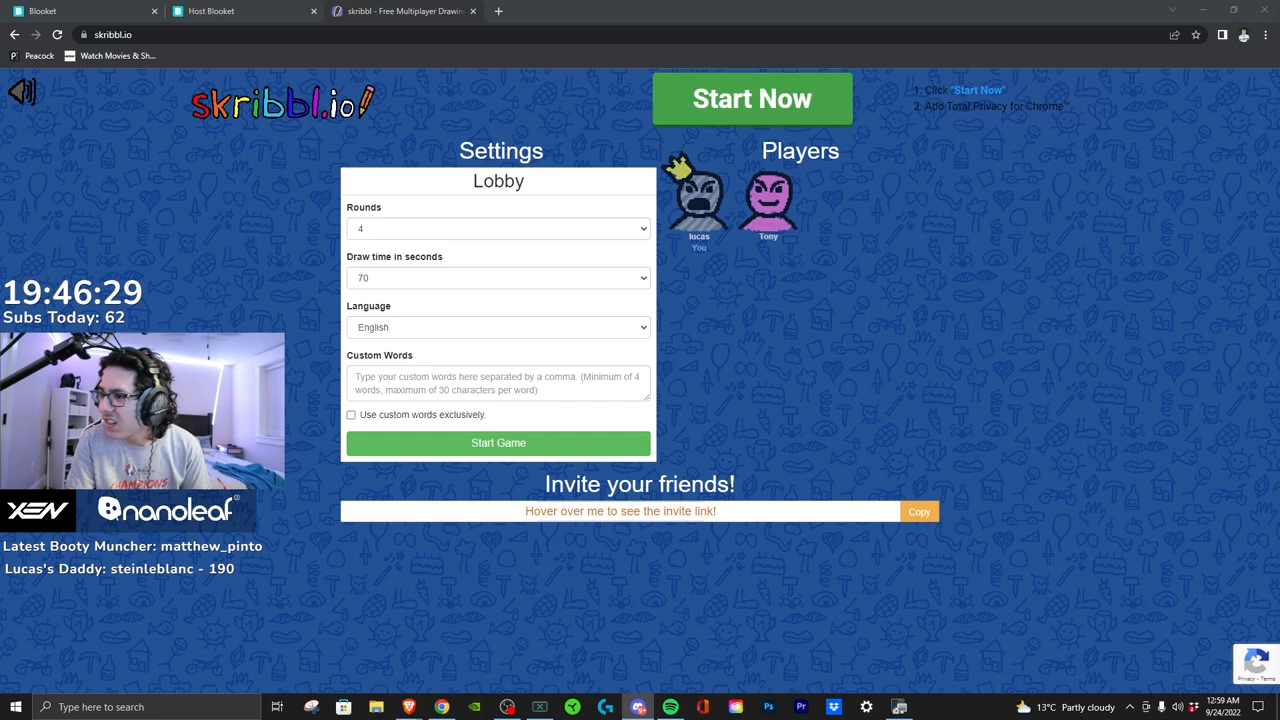 Blooket
Host Blooket
skribbl - Free Multiplayer Drawin
skribbl.io
Peacock
Watch Movies & Sh...
skribbl.io
Start Now
1. Click "Start Now"
2. Add Total Privacy for Chrome™
Settings
Players
Lobby
Rounds
4
lucas
You
Tony
Draw time in seconds
70
19:46:29
Subs Today: 62
Language
English
Custom Words
Type your custom words here separated by a comma. (Minimum of 4
words, maximum of 30 characters per word)
Use custom words exclusively.
Start Game
CHAMPIONS
Invite your friends!
Hover over me to see the invite link!
Copy
XEN
nanoleaf®
Latest Booty Muncher: matthew_pinto
Lucas's Daddy: steinleblanc - 190
Privacy - Terms
Type here to search
13°C Partly cloudy
12:59 AM
9/24/2022